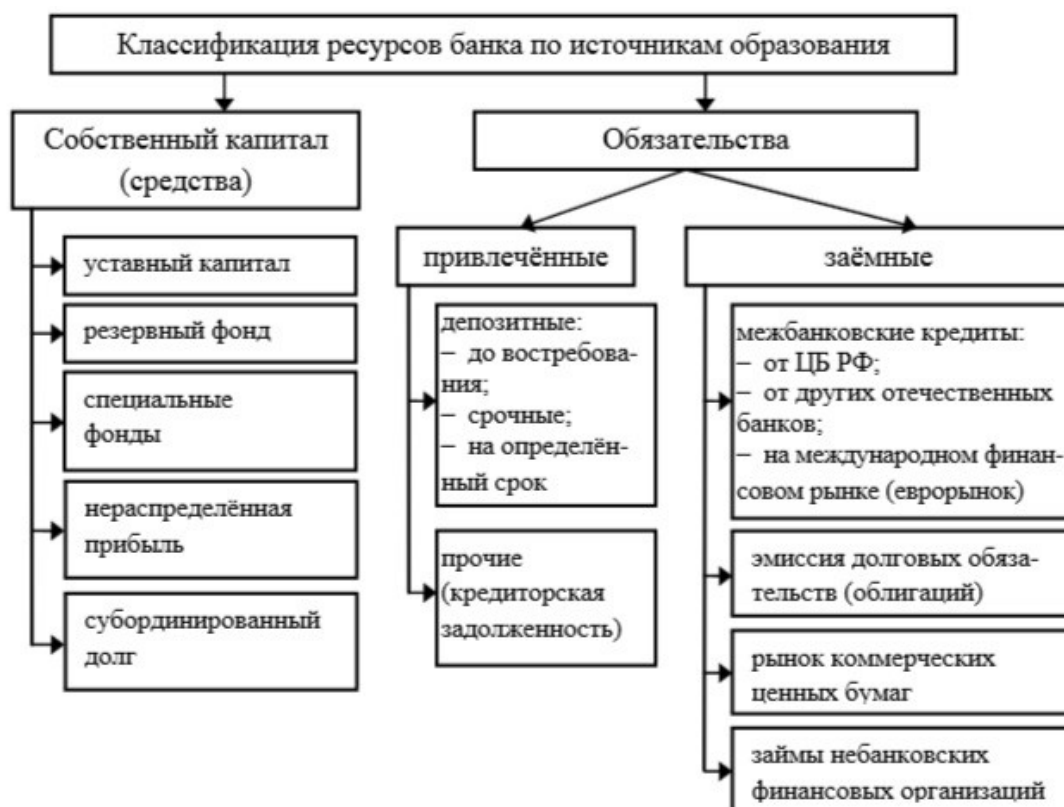 Классификация ресурсов банка по источникам образования
Собственный капитал
(средства)
уставный капитал
резервный фонд
специальные
фонды
нераспределённая
прибыль
субординированный
долг
Обязательства
привлечённые
депозитные:
– до востребова-
ния;
– срочные;
– на определён-
ный срок
прочие
(кредиторская
задолженность)
заёмные
межбанковские кредиты:
– от ЦБ РФ;
– от других отечественных
банков;
– на международном финан-
совом рынке (еврорынок)
эмиссия долговых обяза-
тельств (облигаций)
рынок коммерческих
ценных бумаг
займы небанковских
финансовых организаций